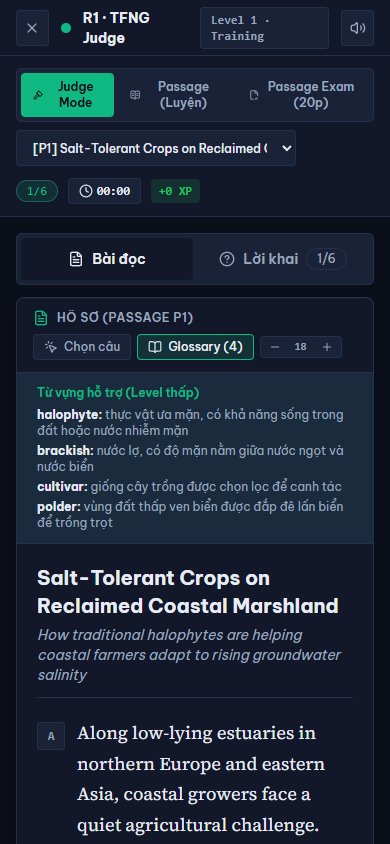 R1 · TFNG
Judge
Level 1 ·
Training
Judge
Mode
Passage
(Luyện)
Passage Exam
(20p)
[P1] Salt-Tolerant Crops on Reclaimed
1/6
00:00
+0 XP
Bài đọc
Lời khai
1/6
HỒ SƠ (PASSAGE P1)
Chọn câu
Glossary (4)
18
Từ vựng hỗ trợ (Level thấp)
halophyte: thực vật ưa mặn, có khả năng sống trong
đất hoặc nước nhiễm mặn
brackish: nước lợ, có độ mặn nằm giữa nước ngọt và
nước biển
cultivar: giống cây trồng được chọn lọc để canh tác
polder: vùng đất thấp ven biển được đắp đê lấn biển
để trồng trọt
Salt-Tolerant Crops on
Reclaimed Coastal Marshland
How traditional halophytes are helping
coastal farmers adapt to rising groundwater
salinity
A
Along low-lying estuaries in
northern Europe and eastern
Asia, coastal growers face a
quiet agricultural challenge.